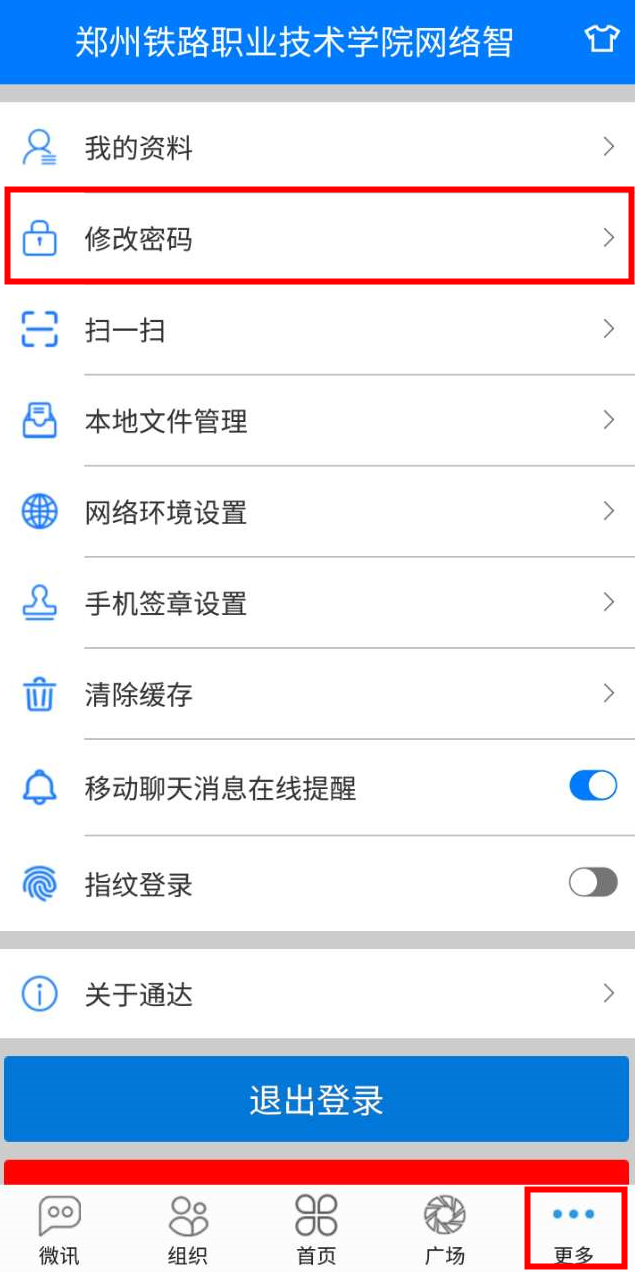 郑州铁路职业技术学院网络智
我的资料
修改密码
扫一扫
本地文件管理
网络环境设置
手机签章设置
清除缓存
移动聊天消息在线提醒
指纹登录
关于通达
退出登录
微讯
组织
首页
广场
更多